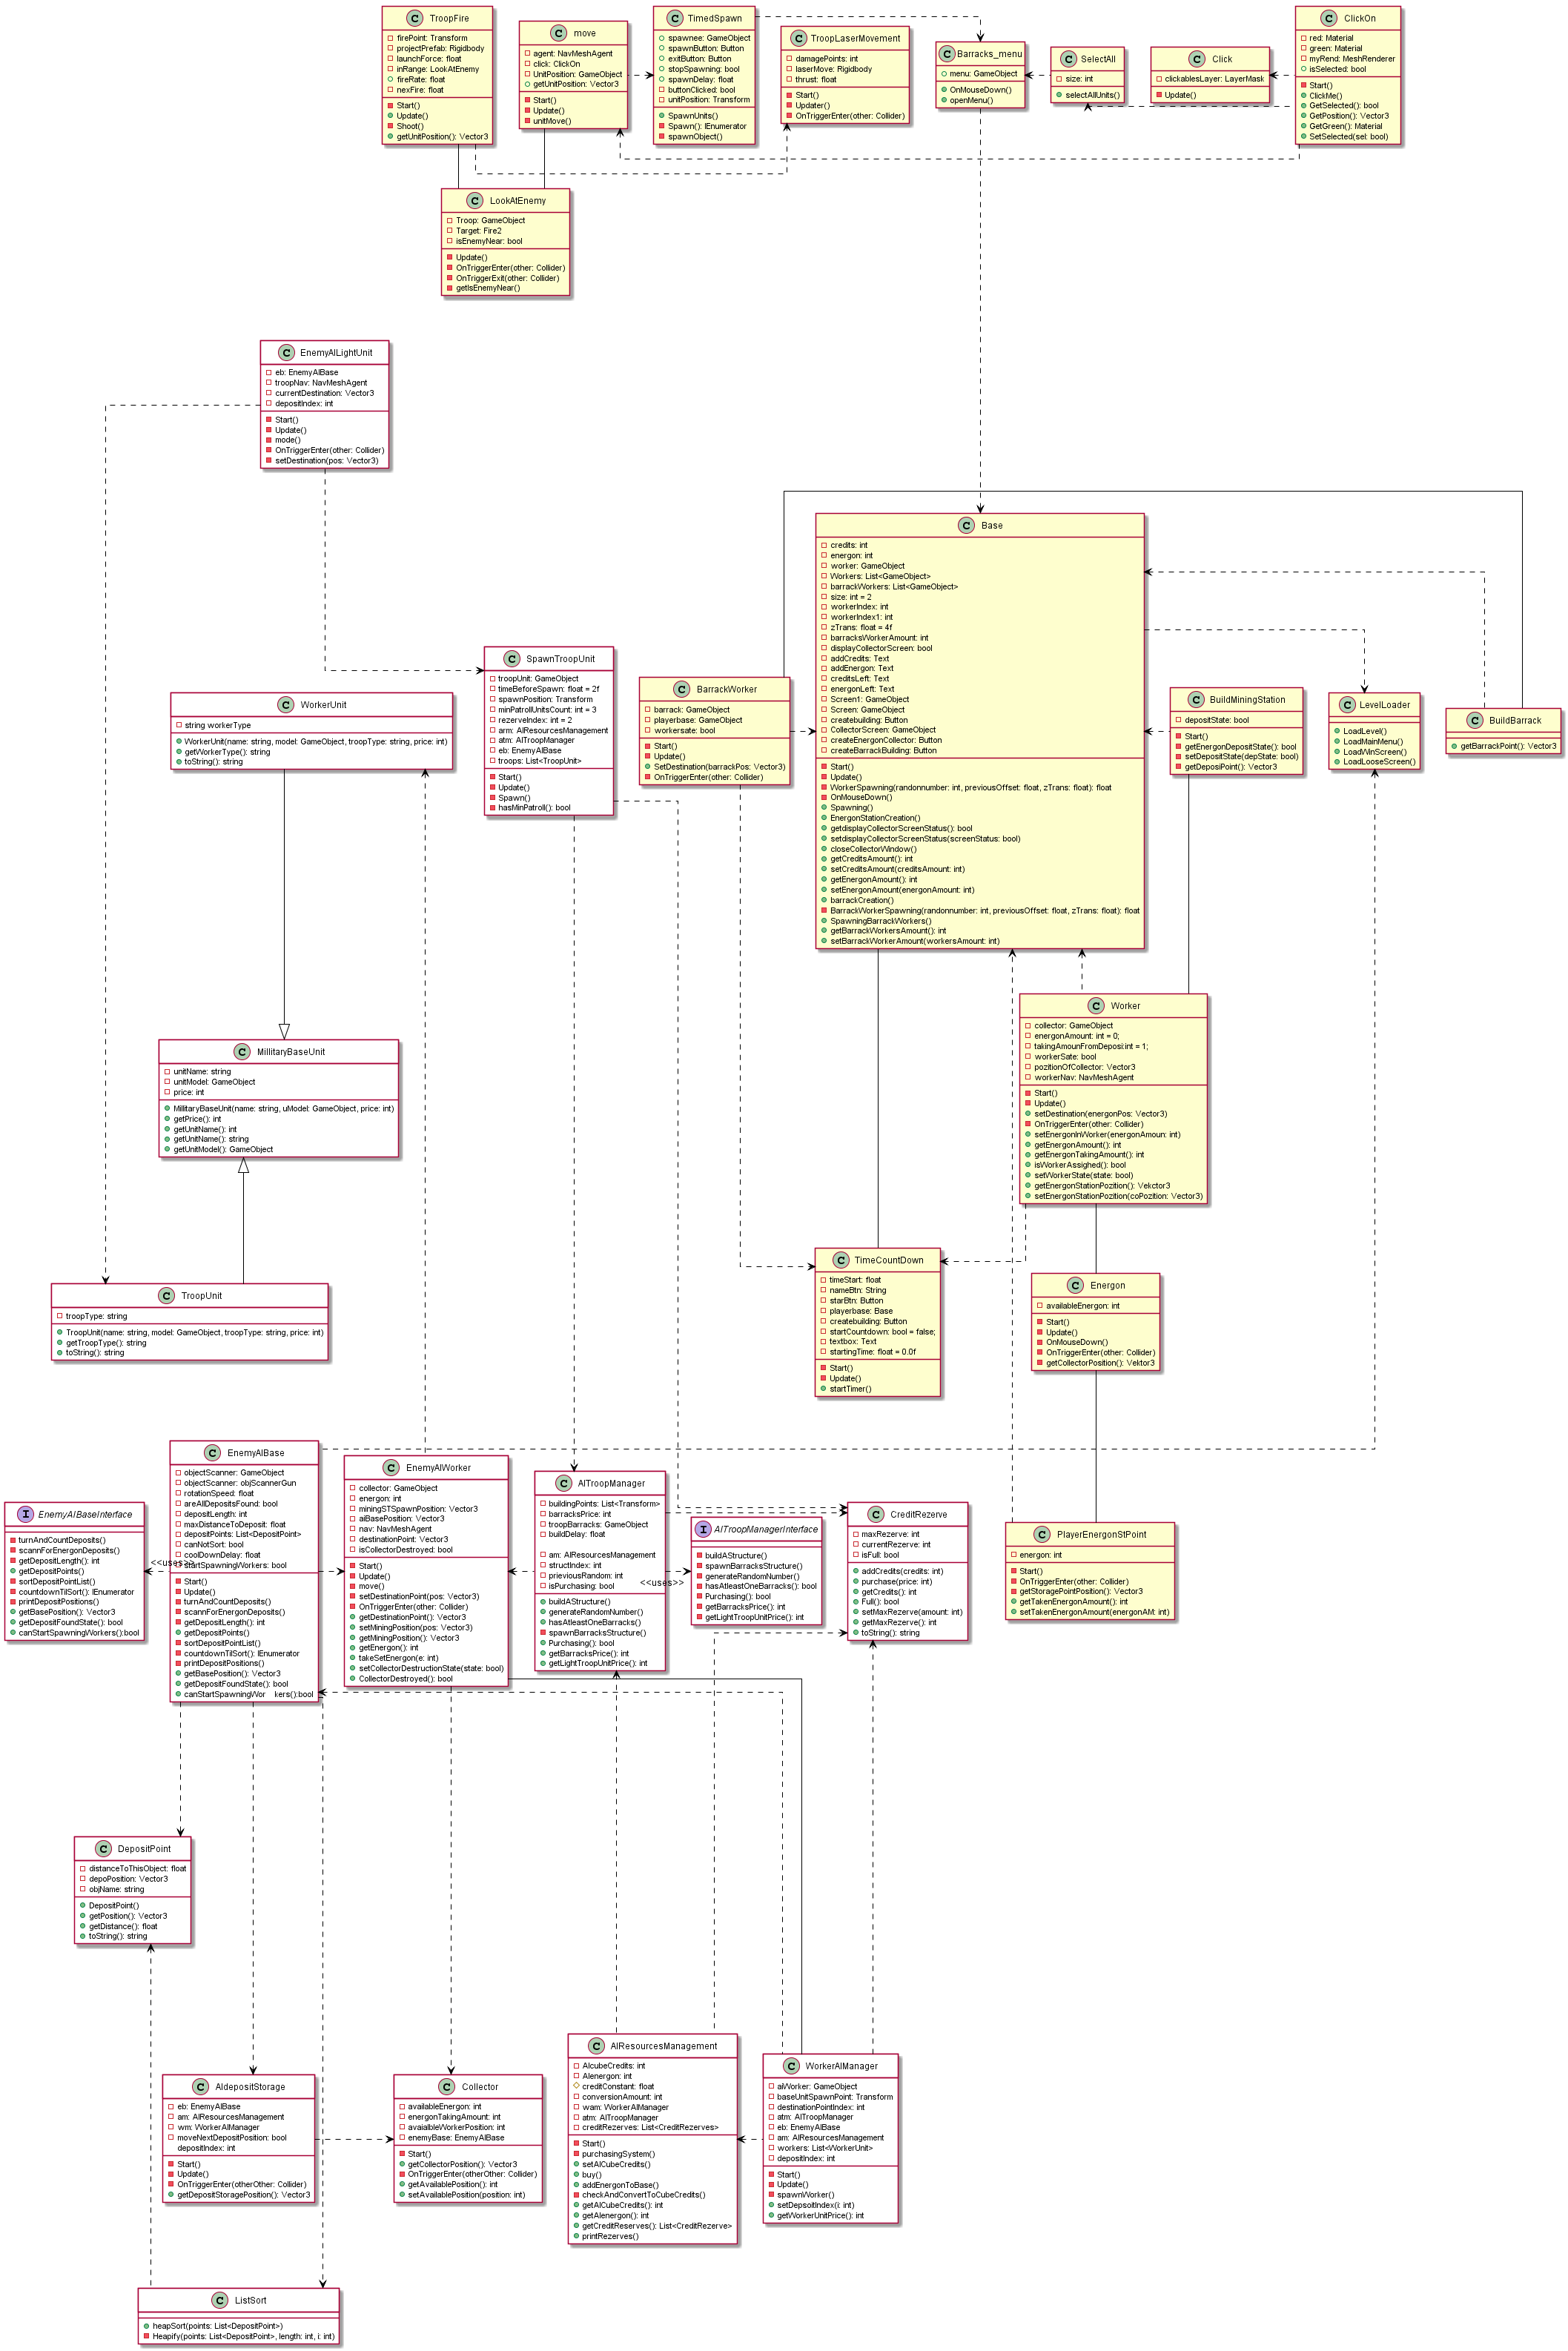 TroopFire
firePoint: Transform
projectPrefab: Rigidbody
launchForce: float
inRange: LookAtEnemy
fireRate: float
nexFire: float
Start()
Update()
Shoot()
getUnitPosition(): Vector3
move
agent: NavMeshAgent
click: ClickOn
UnitPosition: GameObject
getUnitPosition: Vector3
Start()
Update()
unitMove()
TimedSpawn
spawnee: GameObject
spawnButton: Button
exitButton: Button
stopSpawning: bool
spawnDelay: float
buttonClicked: bool
unitPosition: Transform
SpawnUnits()
Spawn(): IEnumerator
spawnObject()
TroopLaserMovement
damagePoints: int
laserMove: Rigidbody
thrust: float
Start()
Updater()
OnTriggerEnter(other: Collider)
Barracks_menu
menu: GameObject
OnMouseDown()
openMenu()
SelectAll
size: int
selectAllUnits()
Click
clickablesLayer: LayerMask
Update()
ClickOn
red: Material
green: Material
myRend: MeshRenderer
isSelected: bool
Start()
ClickMe()
GetSelected(): bool
GetPosition(): Vector3
GetGreen(): Material
SetSelected(sel: bool)
LookAtEnemy
Troop: GameObject
Target: Fire2
isEnemyNear: bool
Update()
OnTriggerEnter(other: Collider)
OnTriggerExit(other: Collider)
getIsEnemyNear()
EnemyAILightUnit
eb: EnemyAIBase
troopNav: NavMeshAgent
currentDestination: Vector3
depositIndex: int
Start()
Update()
mode()
OnTriggerEnter(other: Collider)
setDestination(pos: Vector3)
Base
credits: int
energon: int
worker: GameObject
Workers: List<GameObject>
barrackWorkers: List<GameObject>
size: int = 2
workerIndex: int
workerIndex1: int
zTrans: float = 4f
barracksWorkerAmount: int
displayCollectorScreen: bool
addCredits: Text
addEnergon: Text
creditsLeft: Text
energonLeft: Text
Screen1: GameObject
Screen: GameObject
createbuilding: Button
CollectorScreen: GameObject
createEnergonCollector: Button
createBarrackBuilding: Button
Start()
Update()
WorkerSpawning(randonnumber: int, previousOffset: float, zTrans: float): float
OnMouseDown()
Spawning()
EnergonStationCreation()
getdisplayCollectorScreenStatus(): bool
setdisplayCollectorScreenStatus(screenStatus: bool)
closeCollectorWindow()
getCreditsAmount(): int
setCreditsAmount(creditsAmount: int)
getEnergonAmount(): int
setEnergonAmount(energonAmount: int)
barrackCreation()
BarrackWorkerSpawning(randonnumber: int, previousOffset: float, zTrans: float): float
SpawningBarrackWorkers()
getBarrackWorkersAmount(): int
setBarrackWorkerAmount(workersAmount: int)
SpawnTroopUnit
troopUnit: GameObject
timeBeforeSpawn: float = 2f
spawnPosition: Transform
minPatrollUnitsCount: int = 3
rezerveIndex: int = 2
arm: AIResourcesManagement
atm: AITroopManager
eb: EnemyAIBase
troops: List<TroopUnit>
Start()
Update()
Spawn()
hasMinPatroll(): bool
BarrackWorker
barrack: GameObject
playerbase: GameObject
workersate: bool
Start()
Update()
SetDestination(barrackPos: Vector3)
OnTriggerEnter(other: Collider)
BuildMiningStation
depositState: bool
Start()
getEnergonDepositState(): bool
setDepositState(depState: bool)
getDeposiPoint(): Vector3
LevelLoader
LoadLevel()
LoadMainMenu()
LoadWinScreen()
LoadLooseScreen()
BuildBarrack
getBarrackPoint(): Vector3
WorkerUnit
string workerType
WorkerUnit(name: string, model: GameObject, troopType: string, price: int)
getWorkerType(): string
toString(): string
MillitaryBaseUnit
unitName: string
unitModel: GameObject
price: int
MillitaryBaseUnit(name: string, uModel: GameObject, price: int)
getPrice(): int
getUnitName(): int
getUnitName(): string
getUnitModel(): GameObject
Worker
collector: GameObject
energonAmount: int = 0;
takingAmounFromDeposi:int = 1;
workerSate: bool
pozitionOfCollector: Vector3
workerNav: NavMeshAgent
Start()
Update()
setDestination(energonPos: Vector3)
OnTriggerEnter(other: Collider)
setEnergonInWorker(energonAmoun: int)
getEnergonAmount(): int
getEnergonTakingAmount(): int
isWorkerAssighed(): bool
setWorkerState(state: bool)
getEnergonStationPozition(): Vekctor3
setEnergonStationPozition(coPozition: Vector3)
TroopUnit
troopType: string
TroopUnit(name: string, model: GameObject, troopType: string, price: int)
getTroopType(): string
toString(): string
TimeCountDown
timeStart: float
nameBtn: String
starBtn: Button
playerbase: Base
createbuilding: Button
startCountdown: bool = false;
textbox: Text
startingTime: float = 0.0f
Start()
Update()
startTimer()
Energon
availableEnergon: int
Start()
Update()
OnMouseDown()
OnTriggerEnter(other: Collider)
getCollectorPosition(): Vektor3
EnemyAIBaseInterface
turnAndCountDeposits()
scannForEnergonDeposits()
getDepositLength(): int
getDepositPoints()
sortDepositPointList()
countdownTilSort(): IEnumerator
printDepositPositions()
getBasePosition(): Vector3
getDepositFoundState(): bool
canStartSpawningWorkers():bool
<<uses>>
EnemyAIBase
objectScanner: GameObject
objectScanner: objScannerGun
rotationSpeed: float
areAllDepositsFound: bool
depositLength: int
maxDistanceToDeposit: float
depositPoints: List<DepositPoint>
canNotSort: bool
coolDownDelay: float
startSpawningWorkers: bool
Start()
Update()
turnAndCountDeposits()
scannForEnergonDeposits()
getDepositLength(): int
getDepositPoints()
sortDepositPointList()
countdownTilSort(): IEnumerator
printDepositPositions()
getBasePosition(): Vector3
getDepositFoundState(): bool
canStartSpawningWor kers():bool
EnemyAIWorker
collector: GameObject
energon: int
miningSTSpawnPosition: Vector3
aiBasePosition: Vector3
nav: NavMeshAgent
destinationPoint: Vector3
isCollectorDestroyed: bool
Start()
Update()
move()
setDestinationPoint(pos: Vector3)
OnTriggerEnter(other: Collider)
getDestinationPoint(): Vector3
setMiningPosition(pos: Vector3)
getMiningPosition(): Vector3
getEnergon(): int
takeSetEnergon(e: int)
setCollectorDestructionState(state: bool)
CollectorDestroyed(): bool
AITroopManager
buildingPoints: List<Transform>
barracksPrice: int
troopBarracks: GameObject
buildDelay: float
am: AIResourcesManagement
structIndex: int
prieviousRandom: int
isPurchasing: bool
buildAStructure()
generateRandomNumber()
hasAtleastOneBarracks()
spawnBarracksStructure()
Purchasing(): bool
getBarracksPrice(): int
getLightTroopUnitPrice(): int
<<uses>>
AITroopManagerInterface
buildAStructure()
spawnBarracksStructure()
generateRandomNumber()
hasAtleastOneBarracks(): bool
Purchasing(): bool
getBarracksPrice(): int
getLightTroopUnitPrice(): int
CreditRezerve
maxRezerve: int
currentRezerve: int
isFull: bool
addCredits(credits: int)
purchase(price: int)
getCredits(): int
Full(): bool
setMaxRezerve(amount: int)
getMaxRezerve(): int
toString(): string
PlayerEnergonStPoint
energon: int
Start()
OnTriggerEnter(other: Collider)
getStoragePointPosition(): Vector3
getTakenEnergonAmount(): int
setTakenEnergonAmount(energonAM: int)
DepositPoint
distanceToThisObject: float
depoPosition: Vector3
objName: string
DepositPoint()
getPosition(): Vector3
getDistance(): float
toString(): string
AIdepositStorage
eb: EnemyAIBase
am: AIResourcesManagement
wm: WorkerAIManager
moveNextDepositPosition: bool
depositIndex: int
Start()
Update()
OnTriggerEnter(otherOther: Collider)
getDepositStoragePosition(): Vector3
Collector
availableEnergon: int
energonTakingAmount: int
avaialbleWorkerPosition: int
enemyBase: EnemyAIBase
Start()
getCollectorPosition(): Vector3
OnTriggerEnter(otherOther: Collider)
getAvailablePosition(): int
setAvailablePosition(position: int)
AIResourcesManagement
AIcubeCredits: int
AIenergon: int
creditConstant: float
conversionAmount: int
wam: WorkerAIManager
atm: AITroopManager
creditRezerves: List<CreditRezerves>
Start()
purchasingSystem()
setAICubeCredits()
buy()
addEnergonToBase()
checkAndConvertToCubeCredits()
getAICubeCredits(): int
getAIenergon(): int
getCreditReserves(): List<CreditRezerve>
printRezerves()
WorkerAIManager
aiWorker: GameObject
baseUnitSpawnPoint: Transform
destinationPointIndex: int
atm: AITroopManager
eb: EnemyAIBase
am: AIResourcesManagement
workers: List<WorkerUnit>
depositIndex: int
Start()
Update()
spawnWorker()
setDepsoitIndex(i: int)
getWorkerUnitPrice(): int
ListSort
heapSort(points: List<DepositPoint>)
Heapify(points: List<DepositPoint>, length: int, i: int)